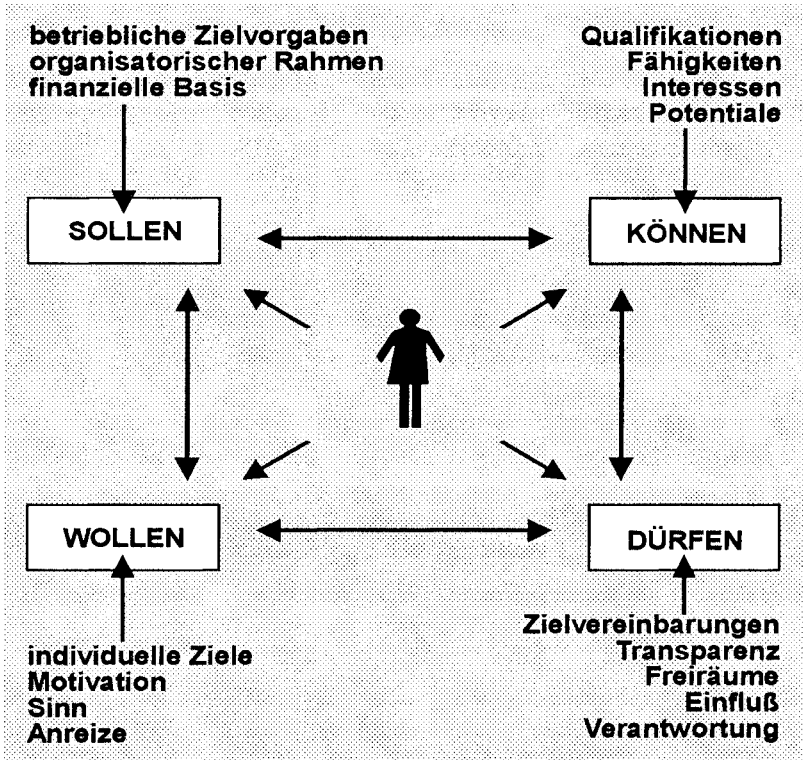 betriebliche Zielvorgaben
organisatorischer Rahmen
finanzielle Basis
Qualifikationen
Fähigkeiten
Interessen
Potentiale
SOLLEN
KÖNNEN
WOLLEN
DÜRFEN
individuelle Ziele
Motivation
Sinn
Anreize
Zielvereinbarungen
Transparenz
Freiräume
Einfluß
Verantwortung